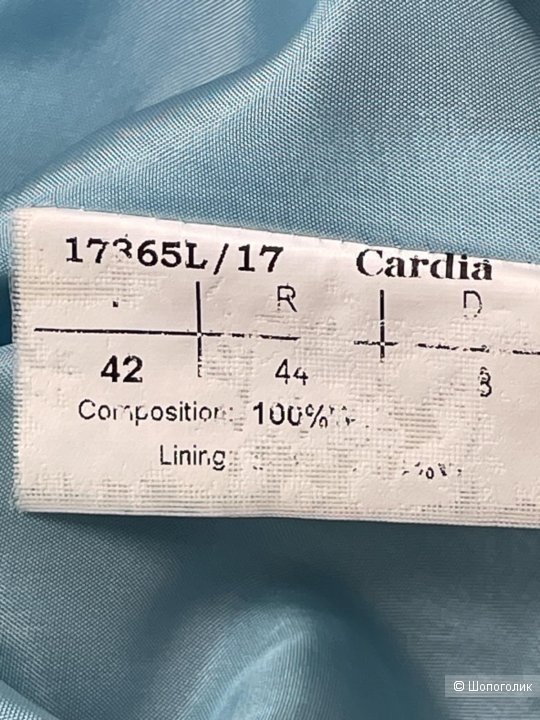 17365L/17 Cardia
R D
42 44
Composition: 100%
Lining:
© Шопоголик